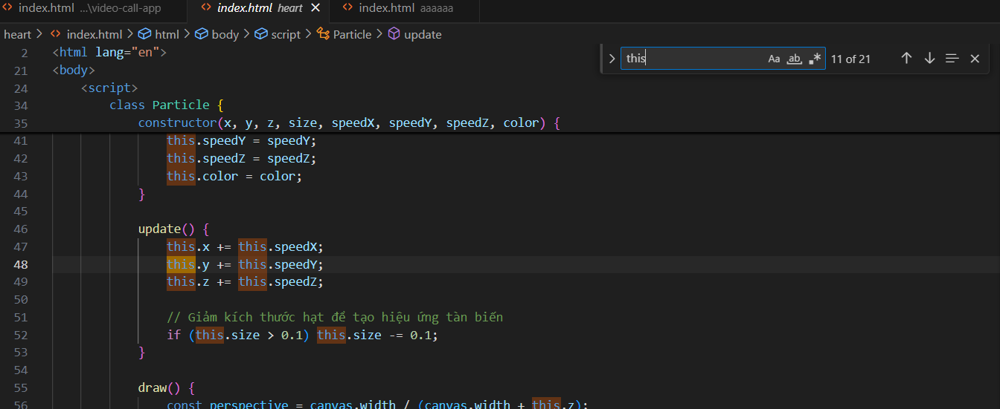 index.html ...\video-call-app index.html heart index.html aaaaaa
heart > index.html > html > body > script > Particle > update
this Aa ab 11 of 21
2 <html lang="en">
21 <body>
24 <script>
34 class Particle {
35 constructor(x, y, z, size, speedX, speedY, speedZ, color) {
41 this.speedY = speedY;
42 this.speedZ = speedZ;
43 this.color = color;
44 }
45
46 update() {
47 this.x += this.speedX;
48 this.y += this.speedY;
49 this.z += this.speedZ;
50
51 // Giảm kích thước hạt để tạo hiệu ứng tàn biến
52 if (this.size > 0.1) this.size -= 0.1;
53 }
54
55 draw() {
56 const perspective = canvas.width / (canvas.width + this.z);